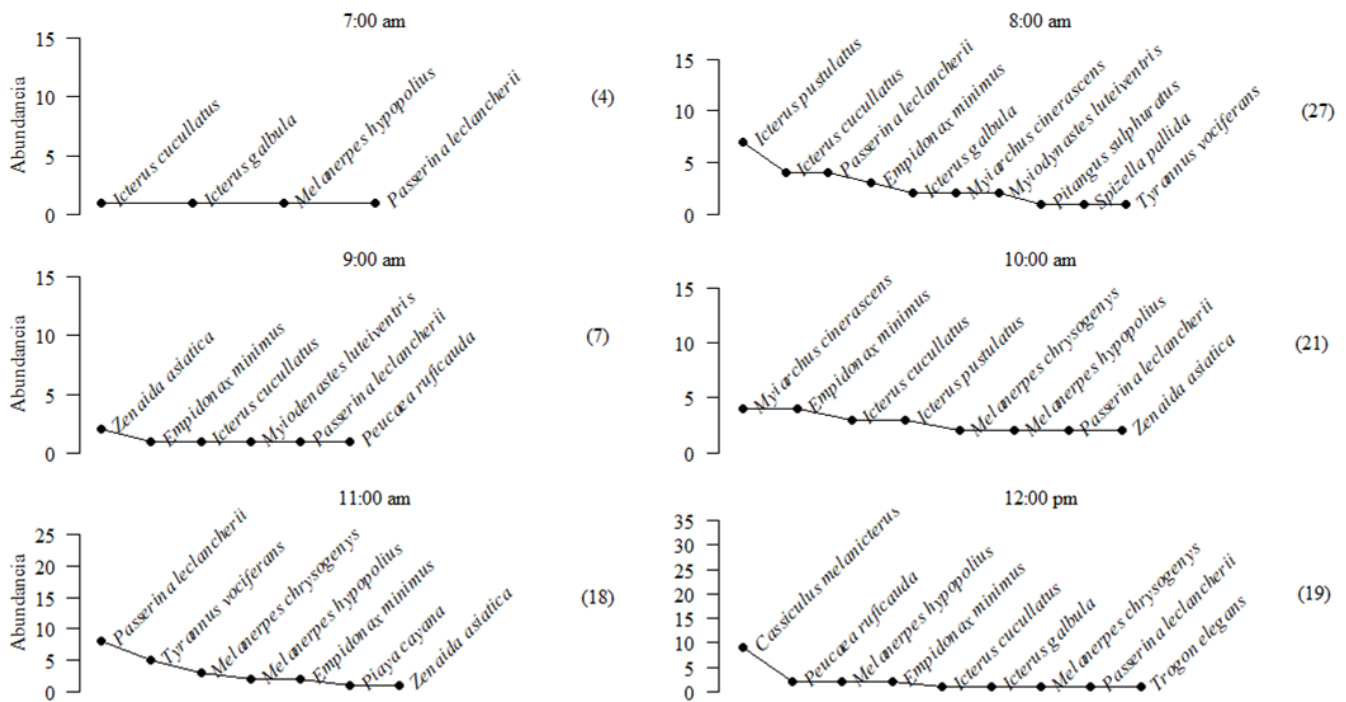 7:00 am
15
10
5
0
Abundancia
Icterus cucullatus
Icterus galbula
Melanerpes hypopolius
Passerina leclancherii
(4)
8:00 am
15
10
5
0
Icterus pustulatus
Icterus cucullatus
Passerina leclancherii
Empidonax minimus
Icterus galbula
Myiarchus cinerascens
Myiodynastes luteiventris
Pitangus sulphuratus
Spizella pallida
Tyrannus vociferans
(27)
9:00 am
15
10
5
0
Abundancia
Zenaida asiatica
Empidonax minimus
Icterus cucullatus
Myiodenastes luteiventris
Passerina leclancherii
Peucaea ruficauda
(7)
10:00 am
15
10
5
0
Myiarchus cinerascens
Empidonax minimus
Icterus cucullatus
Icterus pustulatus
Melanerpes chrysogenys
Melanerpes hypopolius
Passerina leclancherii
Zenaida asiatica
(21)
11:00 am
25
20
15
10
5
0
Abundancia
Passerina leclancherii
Tyrannus vociferans
Melanerpes chrysogenys
Melanerpes hypopolius
Empidonax minimus
Piaya cayana
Zenaida asiatica
(18)
12:00 pm
35
30
25
20
15
10
5
0
Cassiculus melanicterus
Peucaea ruficauda
Melanerpes hypopolius
Empidonax minimus
Icterus cucullatus
Icterus galbula
Melanerpes chrysogenys
Passerina leclancherii
Trogon elegans
(19)